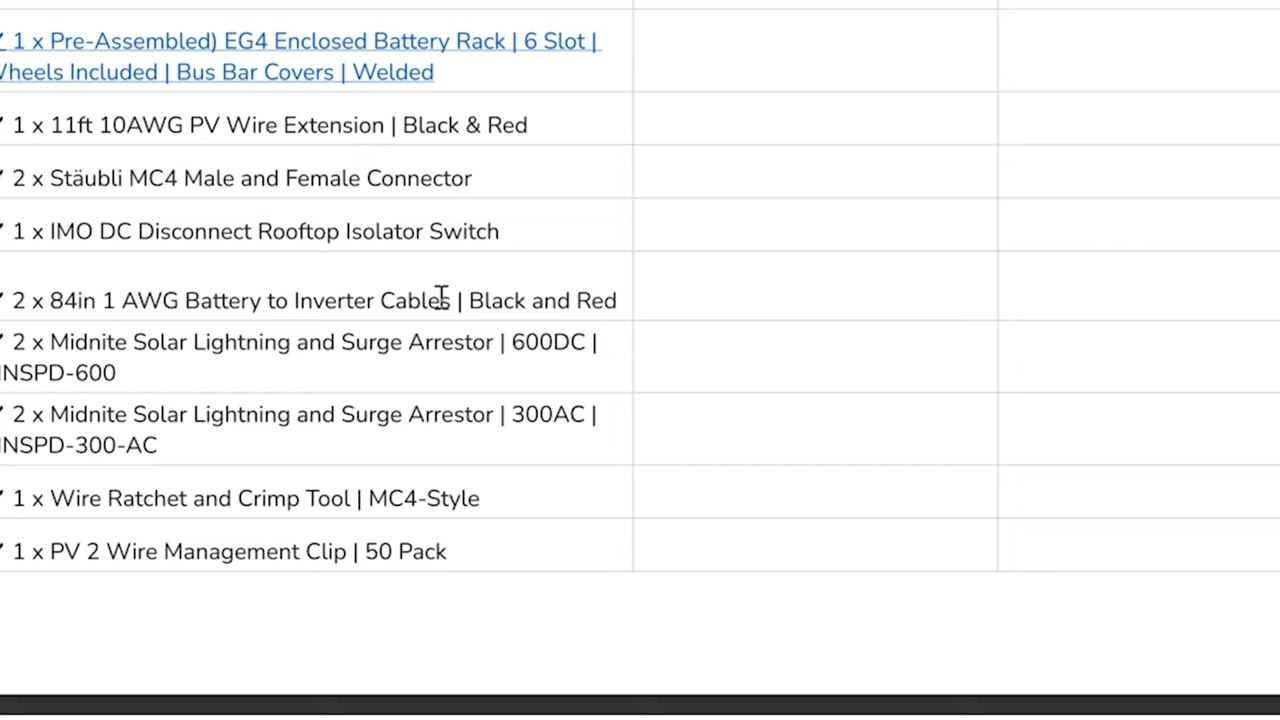 1 x Pre-Assembled) EG4 Enclosed Battery Rack | 6 Slot |
Wheels Included | Bus Bar Covers | Welded
1 x 11ft 10AWG PV Wire Extension | Black & Red
2 x Stäubli MC4 Male and Female Connector
1 x IMO DC Disconnect Rooftop Isolator Switch
2 x 84in 1 AWG Battery to Inverter Cables | Black and Red
2 x Midnite Solar Lightning and Surge Arrestor | 600DC |
NSPD-600
2 x Midnite Solar Lightning and Surge Arrestor | 300AC |
NSPD-300-AC
1 x Wire Ratchet and Crimp Tool | MC4-Style
1 x PV 2 Wire Management Clip | 50 Pack